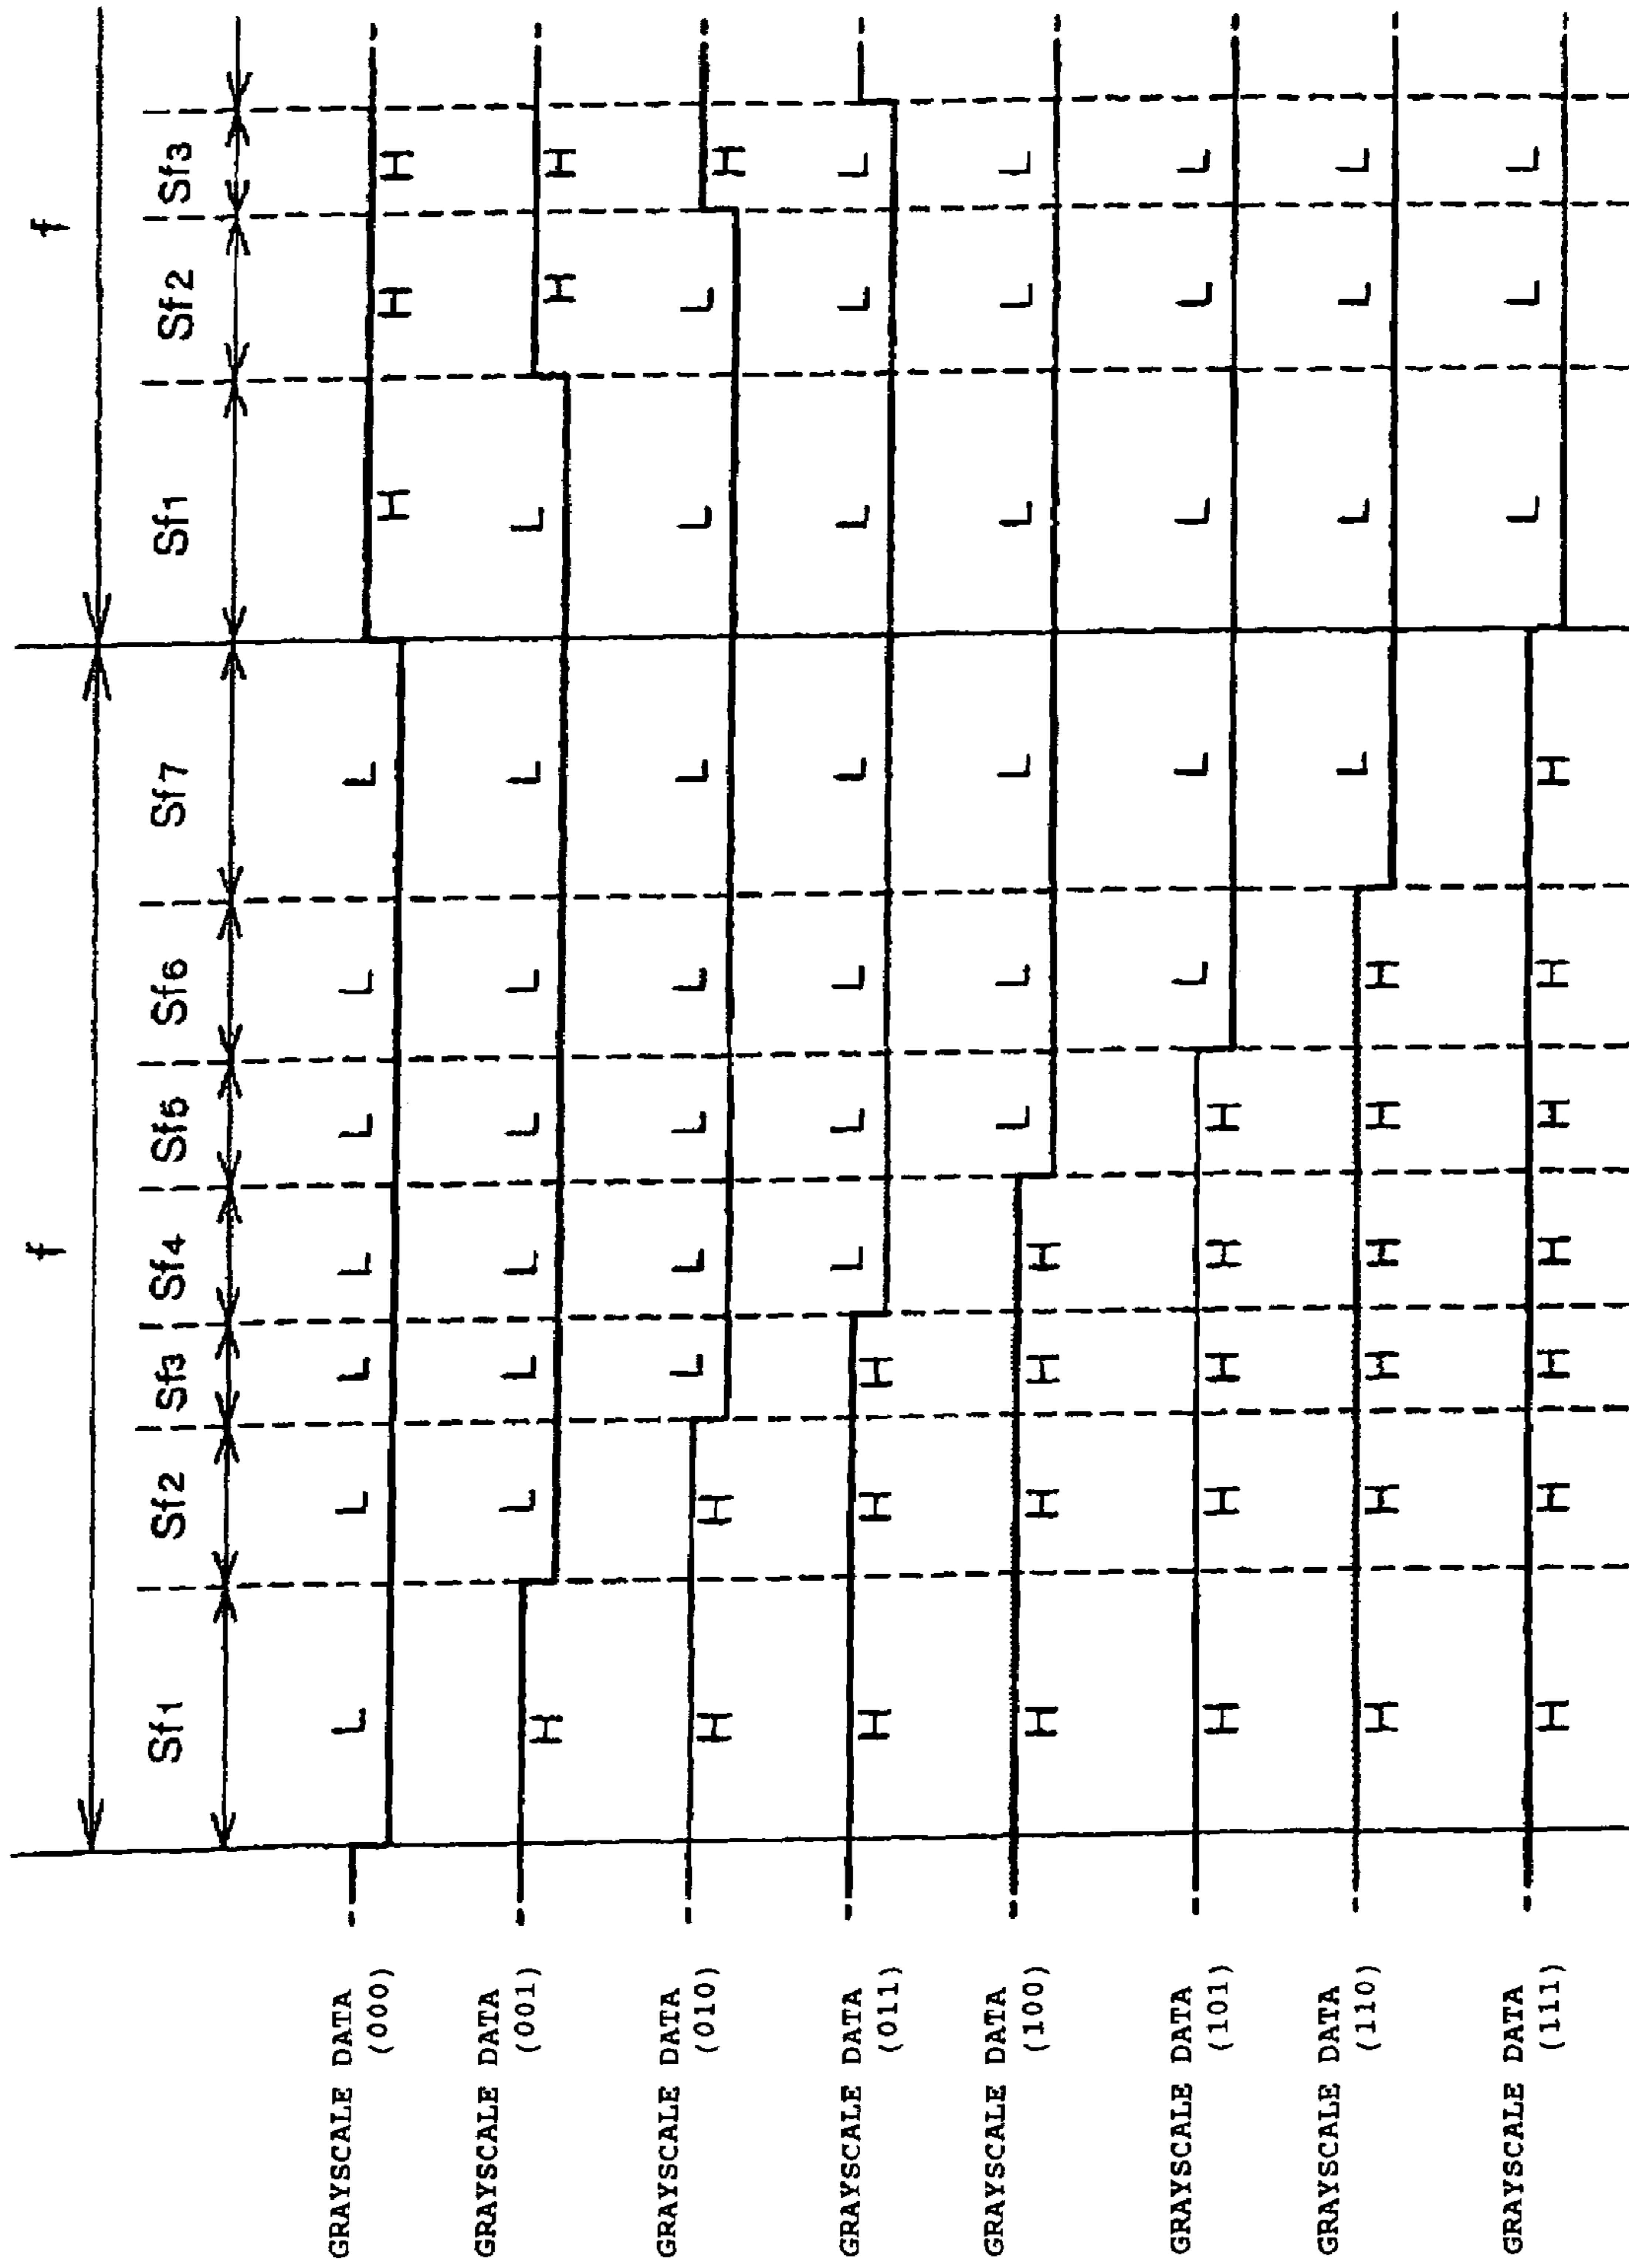 f f
Sf1 Sf2 Sf3 Sf4 Sf5 Sf6 Sf7 Sf1 Sf2 Sf3
GRAYSCALE DATA L L L L L L L H H H
(000)
GRAYSCALE DATA H L L L L L L L H H
(001)
GRAYSCALE DATA H H L L L L L L L H
(010)
GRAYSCALE DATA H H H L L L L L L L
(011)
GRAYSCALE DATA H H H H L L L L L L
(100)
GRAYSCALE DATA H H H H H L L L L L
(101)
GRAYSCALE DATA H H H H H H L L L L
(110)
GRAYSCALE DATA H H H H H H H L L L
(111)